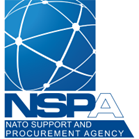 NSPA
NATO SUPPORT AND
PROCUREMENT AGENCY